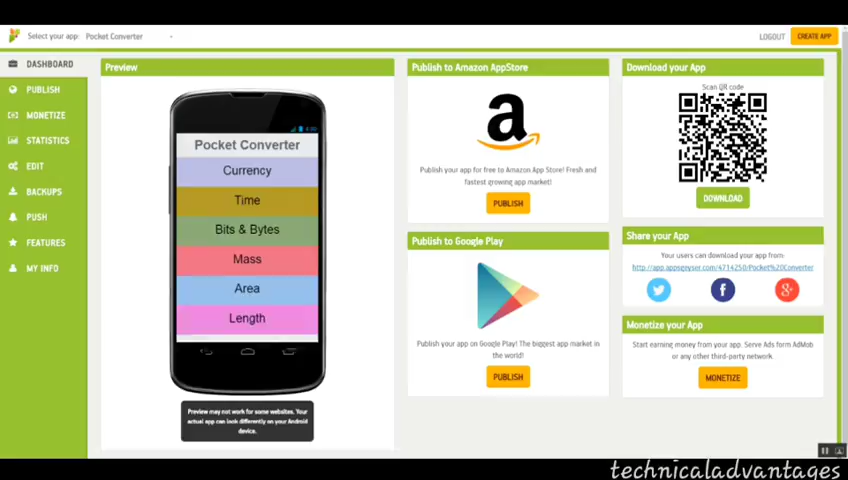 Select your app: Pocket Converter
LOGOUT
CREATE APP
DASHBOARD
PUBLISH
MONETIZE
STATISTICS
EDIT
BACKUPS
PUSH
FEATURES
MY INFO
Preview
Pocket Converter
Currency
Time
Bits & Bytes
Mass
Area
Length
Preview may not work for some websites. Your
actual app can look differently on your Android
device.
Publish to Amazon AppStore
Publish your app for free to Amazon App Store! Fresh and
fastest growing app market!
PUBLISH
Publish to Google Play
Publish your app on Google Play! The biggest app market in
the world!
PUBLISH
Download your App
Scan QR code
DOWNLOAD
Share your App
Your users can download your app from:
http://app.appsgeyser.com/4714250/Pocket%20Converter
Monetize your App
Start earning money from your app. Serve Ads form AdMob
or any other third-party network.
MONETIZE
technicaladvantages